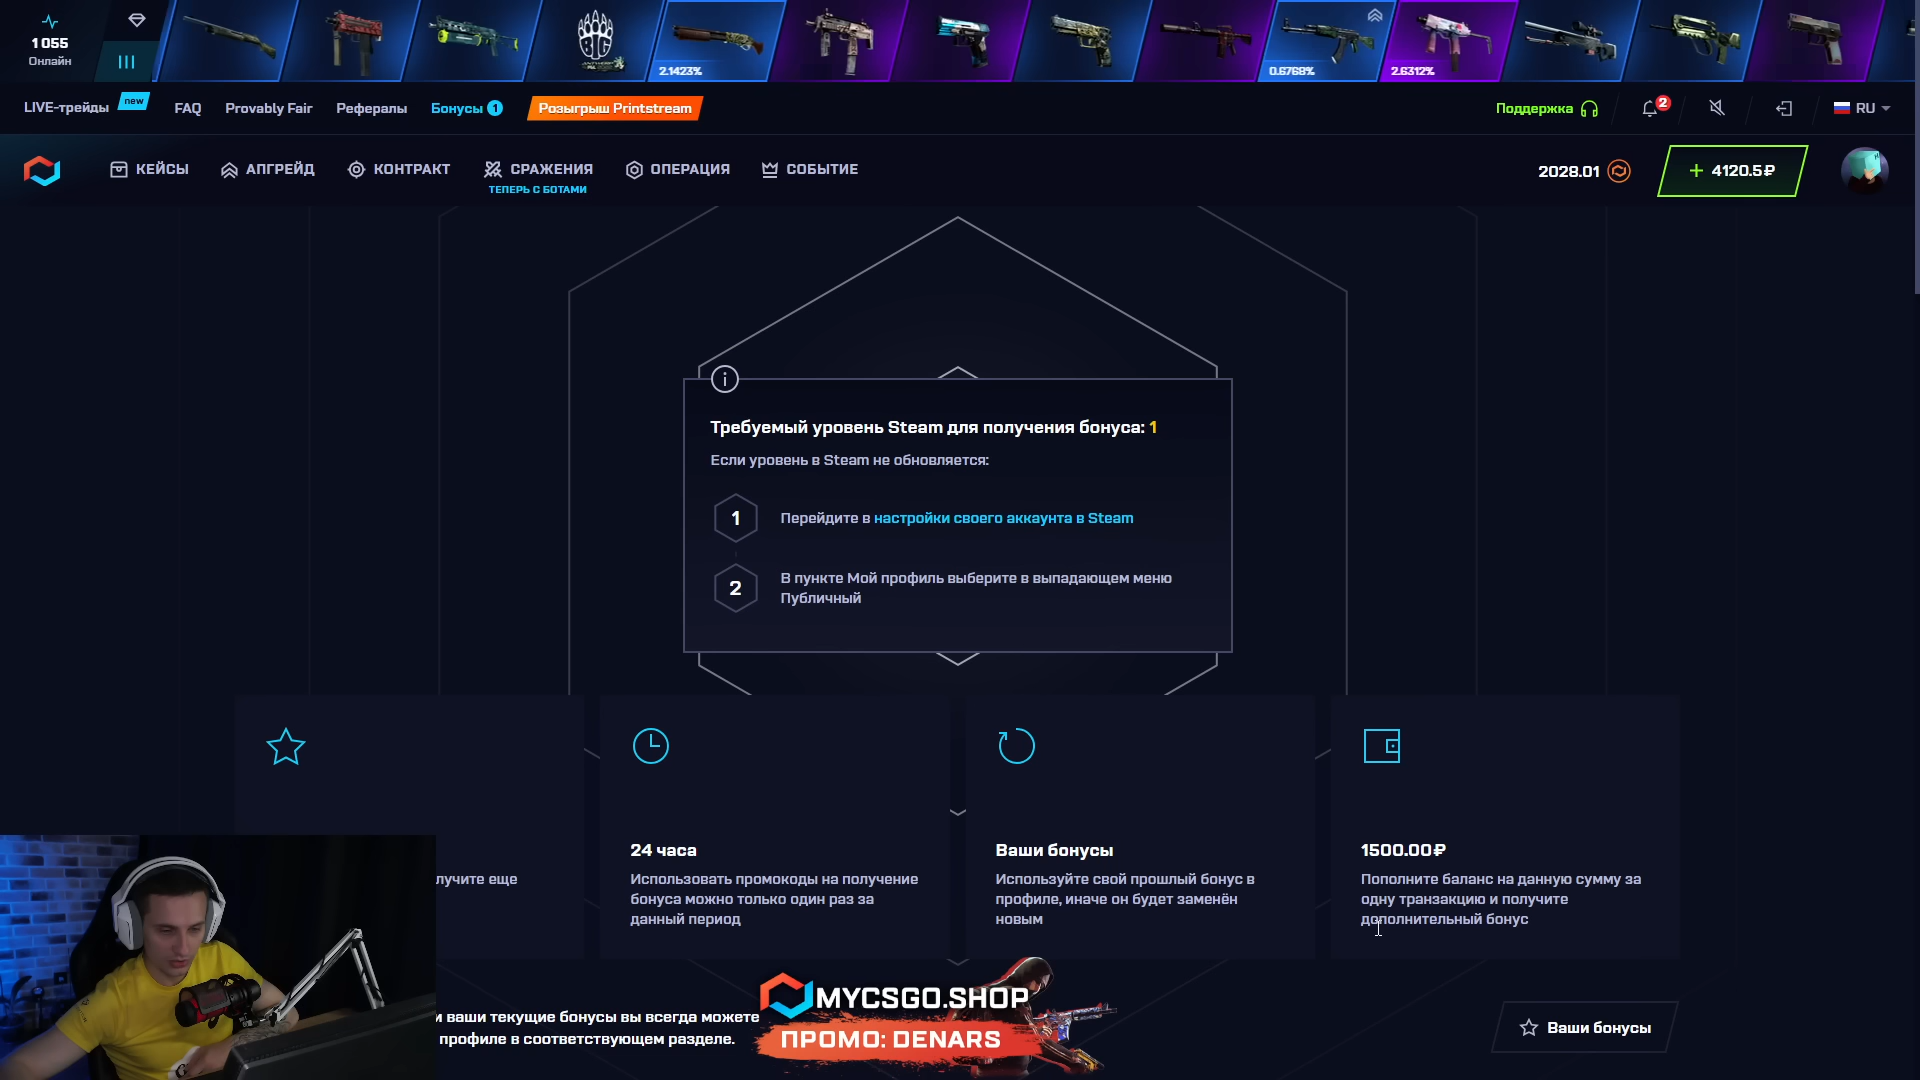 1 055
Онлайн
2.1423%
0.6768%
2.6312%
LIVE-трейды new FAQ Provably Fair Рефералы Бонусы 1 Розыгрыш Printstream Поддержка 2 RU
КЕЙСЫ АПГРЕЙД КОНТРАКТ СРАЖЕНИЯ ОПЕРАЦИЯ СОБЫТИЕ 2028.01 + 4120.5₽
ТЕПЕРЬ С БОТАМИ
Требуемый уровень Steam для получения бонуса: 1
Если уровень в Steam не обновляется:
1 Перейдите в настройки своего аккаунта в Steam
2 В пункте Мой профиль выберите в выпадающем меню
Публичный
лучите еще
24 часа
Использовать промокоды на получение
бонуса можно только один раз за
данный период
Ваши бонусы
Используйте свой прошлый бонус в
профиле, иначе он будет заменён
новым
1500.00₽
Пополните баланс на данную сумму за
одну транзакцию и получите
дополнительный бонус
и ваши текущие бонусы вы всегда можете
профиле в соответствующем разделе.
MYCSGO.SHOP
ПРОМО: DENARS
Ваши бонусы